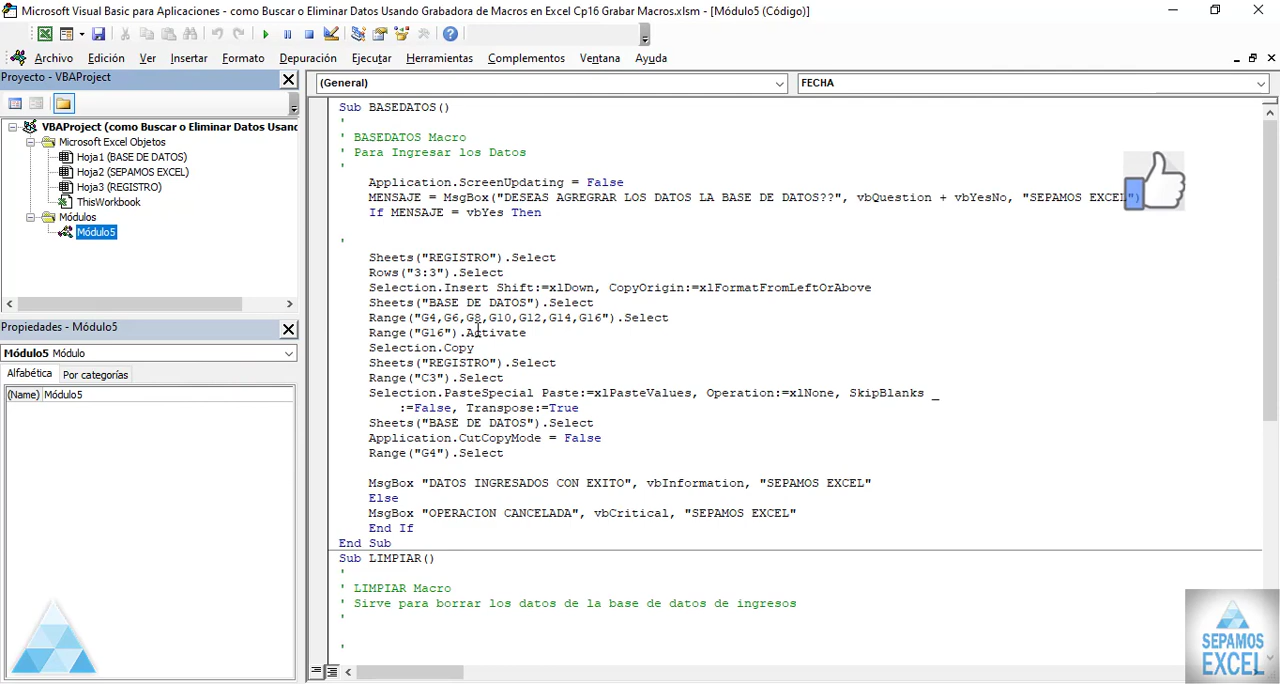 Microsoft Visual Basic para Aplicaciones - como Buscar o Eliminar Datos Usando Grabadora de Macros en Excel Cp16 Grabar Macros.xlsm - [Módulo5 (Código)]
Archivo Edición Ver Insertar Formato Depuración Ejecutar Herramientas Complementos Ventana Ayuda
Proyecto - VBAProject
(General)
FECHA
VBAProject (como Buscar o Eliminar Datos Usand
Microsoft Excel Objetos
Hoja1 (BASE DE DATOS)
Hoja2 (SEPAMOS EXCEL)
Hoja3 (REGISTRO)
ThisWorkbook
Módulos
Módulo5
Propiedades - Módulo5
Módulo5 Módulo
Alfabética Por categorías
(Name) Módulo5
Sub BASEDATOS()
'
' BASEDATOS Macro
' Para Ingresar los Datos
'
Application.ScreenUpdating = False
MENSAJE = MsgBox("DESEAS AGREGRAR LOS DATOS LA BASE DE DATOS??", vbQuestion + vbYesNo, "SEPAMOS EXCEL")
If MENSAJE = vbYes Then
'
Sheets("REGISTRO").Select
Rows("3:3").Select
Selection.Insert Shift:=xlDown, CopyOrigin:=xlFormatFromLeftOrAbove
Sheets("BASE DE DATOS").Select
Range("G4,G6,G8,G10,G12,G14,G16").Select
Range("G16").Activate
Selection.Copy
Sheets("REGISTRO").Select
Range("C3").Select
Selection.PasteSpecial Paste:=xlPasteValues, Operation:=xlNone, SkipBlanks _
:=False, Transpose:=True
Sheets("BASE DE DATOS").Select
Application.CutCopyMode = False
Range("G4").Select
MsgBox "DATOS INGRESADOS CON EXITO", vbInformation, "SEPAMOS EXCEL"
Else
MsgBox "OPERACION CANCELADA", vbCritical, "SEPAMOS EXCEL"
End If
End Sub
Sub LIMPIAR()
'
' LIMPIAR Macro
' Sirve para borrar los datos de la base de datos de ingresos
'
'
SEPAMOS
EXCEL